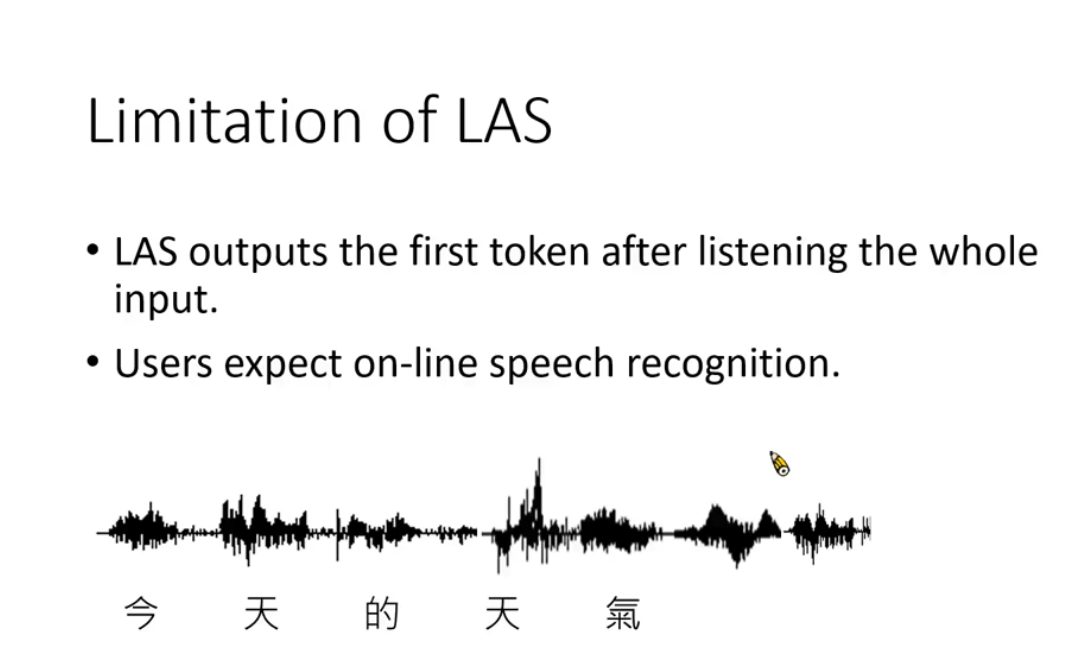 Limitation of LAS
• LAS outputs the first token after listening the whole
input.
• Users expect on-line speech recognition.
今 天 的 天 氣